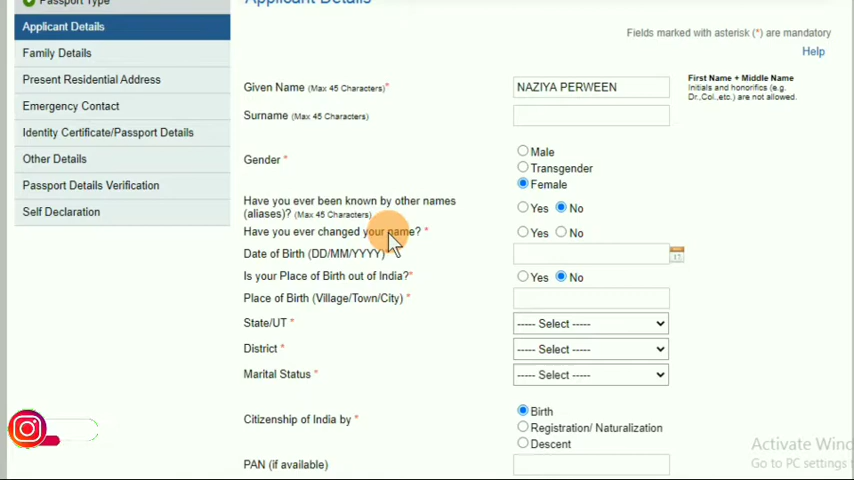 Passport Type
Applicant Details
Applicant Details
Family Details
Present Residential Address
Emergency Contact
Identity Certificate/Passport Details
Other Details
Passport Details Verification
Self Declaration
Fields marked with asterisk (*) are mandatory
Help
Given Name (Max 45 Characters)* NAZIYA PERWEEN
First Name + Middle Name
Initials and honorifics (e.g.
Dr.,Col.,etc.) are not allowed.
Surname (Max 45 Characters)
Gender * Male
Transgender
Female
Have you ever been known by other names
(aliases)? (Max 45 Characters) Yes No
Have you ever changed your name? * Yes No
Date of Birth (DD/MM/YYYY)
Is your Place of Birth out of India?* Yes No
Place of Birth (Village/Town/City) *
State/UT * ----- Select -----
District * ----- Select -----
Marital Status * ----- Select -----
Citizenship of India by * Birth
Registration/ Naturalization
Descent
PAN (if available)
Activate Wind
Go to PC settings t